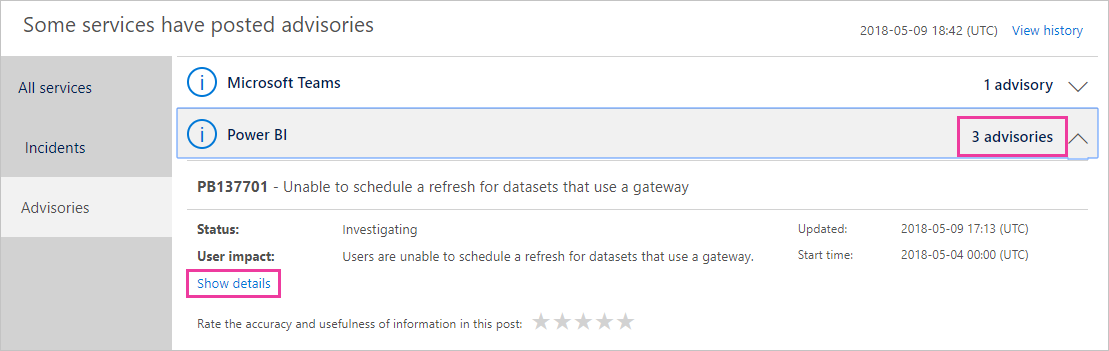 Some services have posted advisories
2018-05-09 18:42 (UTC) View history
All services
Incidents
Advisories
Microsoft Teams 1 advisory
Power BI 3 advisories
PB137701 - Unable to schedule a refresh for datasets that use a gateway
Status: Investigating Updated: 2018-05-09 17:13 (UTC)
User impact: Users are unable to schedule a refresh for datasets that use a gateway. Start time: 2018-05-04 00:00 (UTC)
Show details
Rate the accuracy and usefulness of information in this post: